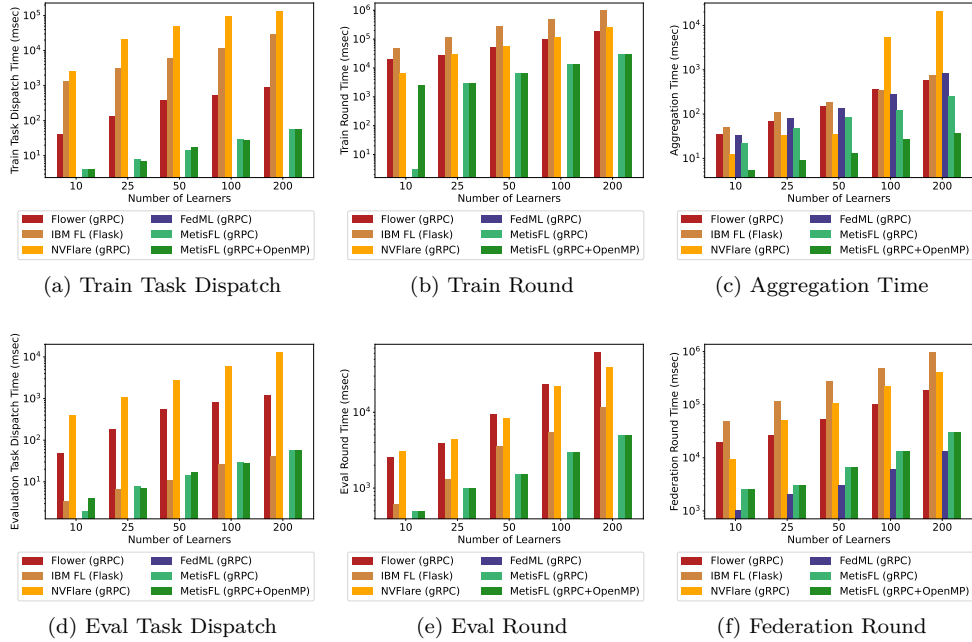 Train Task Dispatch Time (msec)
10^5
10^4
10^3
10^2
10^1
10 25 50 100 200
Number of Learners
Flower (gRPC) FedML (gRPC)
IBM FL (Flask) MetisFL (gRPC)
NVFlare (gRPC) MetisFL (gRPC+OpenMP)
(a) Train Task Dispatch
Train Round Time (msec)
10^6
10^5
10^4
10^3
10^2
10^1
10 25 50 100 200
Number of Learners
Flower (gRPC) FedML (gRPC)
IBM FL (Flask) MetisFL (gRPC)
NVFlare (gRPC) MetisFL (gRPC+OpenMP)
(b) Train Round
Aggregation Time (msec)
10^4
10^3
10^2
10^1
10 25 50 100 200
Number of Learners
Flower (gRPC) FedML (gRPC)
IBM FL (Flask) MetisFL (gRPC)
NVFlare (gRPC) MetisFL (gRPC+OpenMP)
(c) Aggregation Time
Evaluation Task Dispatch Time (msec)
10^4
10^3
10^2
10^1
10 25 50 100 200
Number of Learners
Flower (gRPC) FedML (gRPC)
IBM FL (Flask) MetisFL (gRPC)
NVFlare (gRPC) MetisFL (gRPC+OpenMP)
(d) Eval Task Dispatch
Eval Round Time (msec)
10^4
10^3
10 25 50 100 200
Number of Learners
Flower (gRPC) FedML (gRPC)
IBM FL (Flask) MetisFL (gRPC)
NVFlare (gRPC) MetisFL (gRPC+OpenMP)
(e) Eval Round
Federation Round Time (msec)
10^6
10^5
10^4
10^3
10 25 50 100 200
Number of Learners
Flower (gRPC) FedML (gRPC)
IBM FL (Flask) MetisFL (gRPC)
NVFlare (gRPC) MetisFL (gRPC+OpenMP)
(f) Federation Round